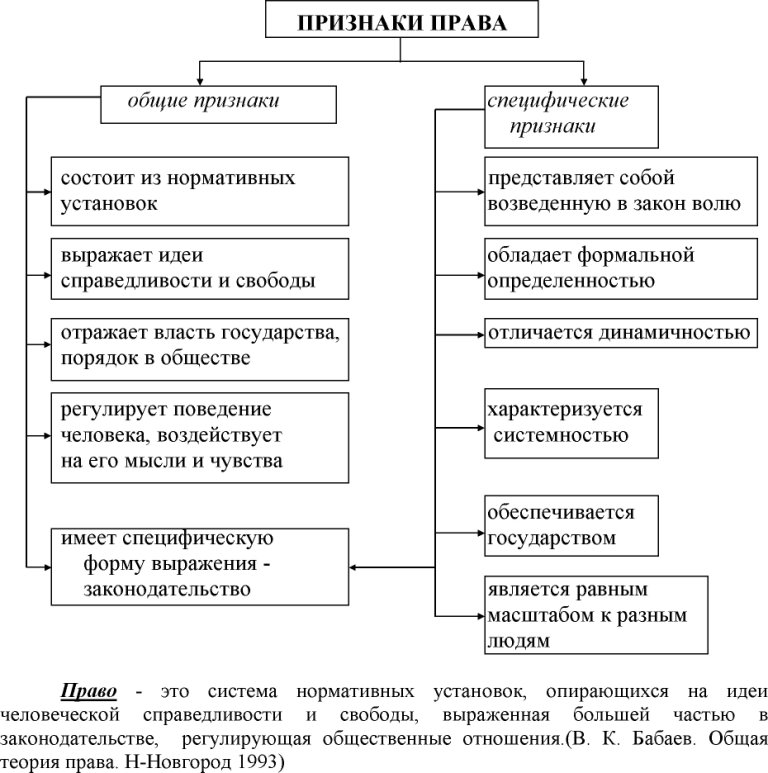 ПРИЗНАКИ ПРАВА
общие признаки
состоит из нормативных
установок
выражает идеи
справедливости и свободы
отражает власть государства,
порядок в обществе
регулирует поведение
человека, воздействует
на его мысли и чувства
имеет специфическую
форму выражения -
законодательство
специфические
признаки
представляет собой
возведенную в закон волю
обладает формальной
определенностью
отличается динамичностью
характеризуется
системностью
обеспечивается
государством
является равным
масштабом к разным
людям
Право - это система нормативных установок, опирающихся на идеи
человеческой справедливости и свободы, выраженная большей частью в
законодательстве, регулирующая общественные отношения.(В. К. Бабаев. Общая
теория права. Н-Новгород 1993)